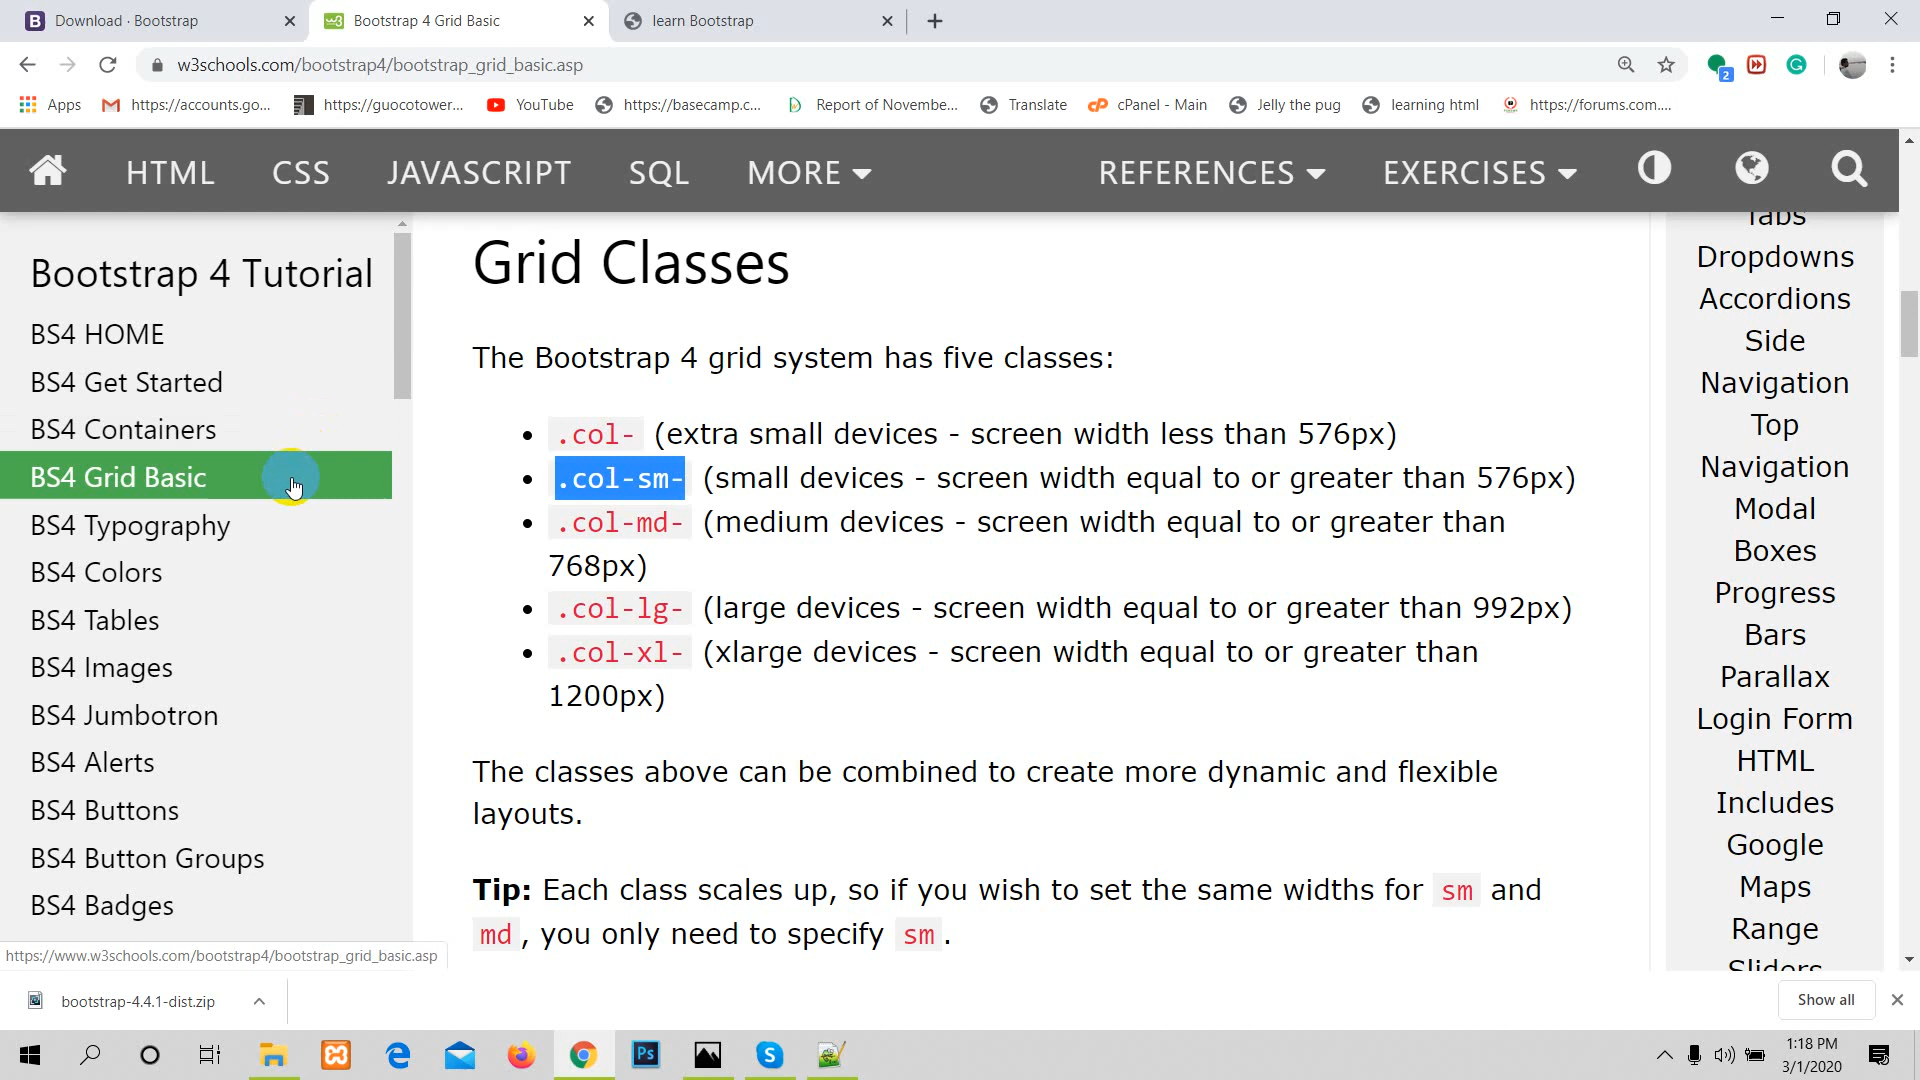 Download · Bootstrap
Bootstrap 4 Grid Basic
learn Bootstrap
w3schools.com/bootstrap4/bootstrap_grid_basic.asp
2
Apps
https://accounts.go...
https://guocotower...
YouTube
https://basecamp.c...
Report of Novembe...
Translate
cPanel - Main
Jelly the pug
learning html
https://forums.com....
HTML
CSS
JAVASCRIPT
SQL
MORE
REFERENCES
EXERCISES
Bootstrap 4 Tutorial
BS4 HOME
BS4 Get Started
BS4 Containers
BS4 Grid Basic
BS4 Typography
BS4 Colors
BS4 Tables
BS4 Images
BS4 Jumbotron
BS4 Alerts
BS4 Buttons
BS4 Button Groups
BS4 Badges
Grid Classes
The Bootstrap 4 grid system has five classes:
.col- (extra small devices - screen width less than 576px)
.col-sm- (small devices - screen width equal to or greater than 576px)
.col-md- (medium devices - screen width equal to or greater than
768px)
.col-lg- (large devices - screen width equal to or greater than 992px)
.col-xl- (xlarge devices - screen width equal to or greater than
1200px)
The classes above can be combined to create more dynamic and flexible
layouts.
Tip: Each class scales up, so if you wish to set the same widths for sm and
md, you only need to specify sm.
Tabs
Dropdowns
Accordions
Side
Navigation
Top
Navigation
Modal
Boxes
Progress
Bars
Parallax
Login Form
HTML
Includes
Google
Maps
Range
Sliders
https://www.w3schools.com/bootstrap4/bootstrap_grid_basic.asp
bootstrap-4.4.1-dist.zip
Show all
Ps
1:18 PM
3/1/2020